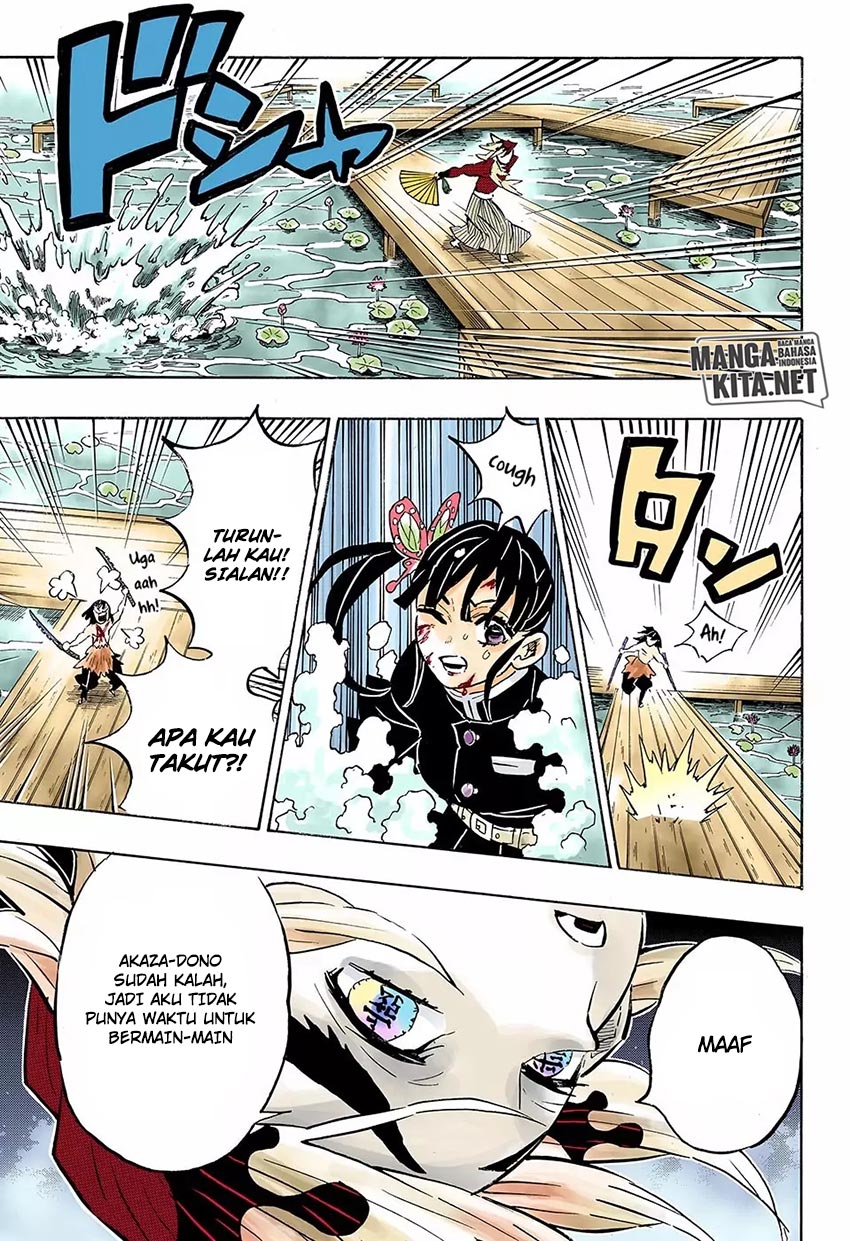 ドシャ
MANGA
KITA.NET
BACA MANGA
BAHASA
INDONESIA
タン
Ah!
cough
TURUN-
LAH KAU!
SIALAN!!
APA KAU
TAKUT?!
Uga
aah
hh!
MAAF
AKAZA-DONO
SUDAH KALAH,
JADI AKU TIDAK
PUNYA WAKTU UNTUK
BERMAIN-MAIN